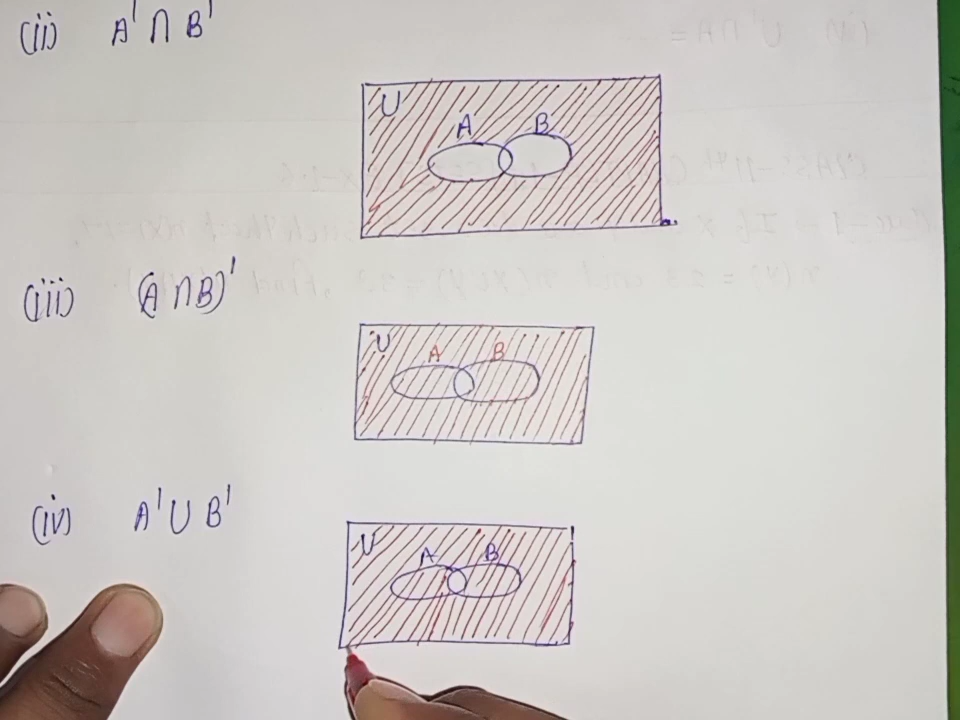 (ii) A' ∩ B'
U
A B
(iii) (A ∩ B)'
U
A B
(iv) A' ∪ B'
U
A B